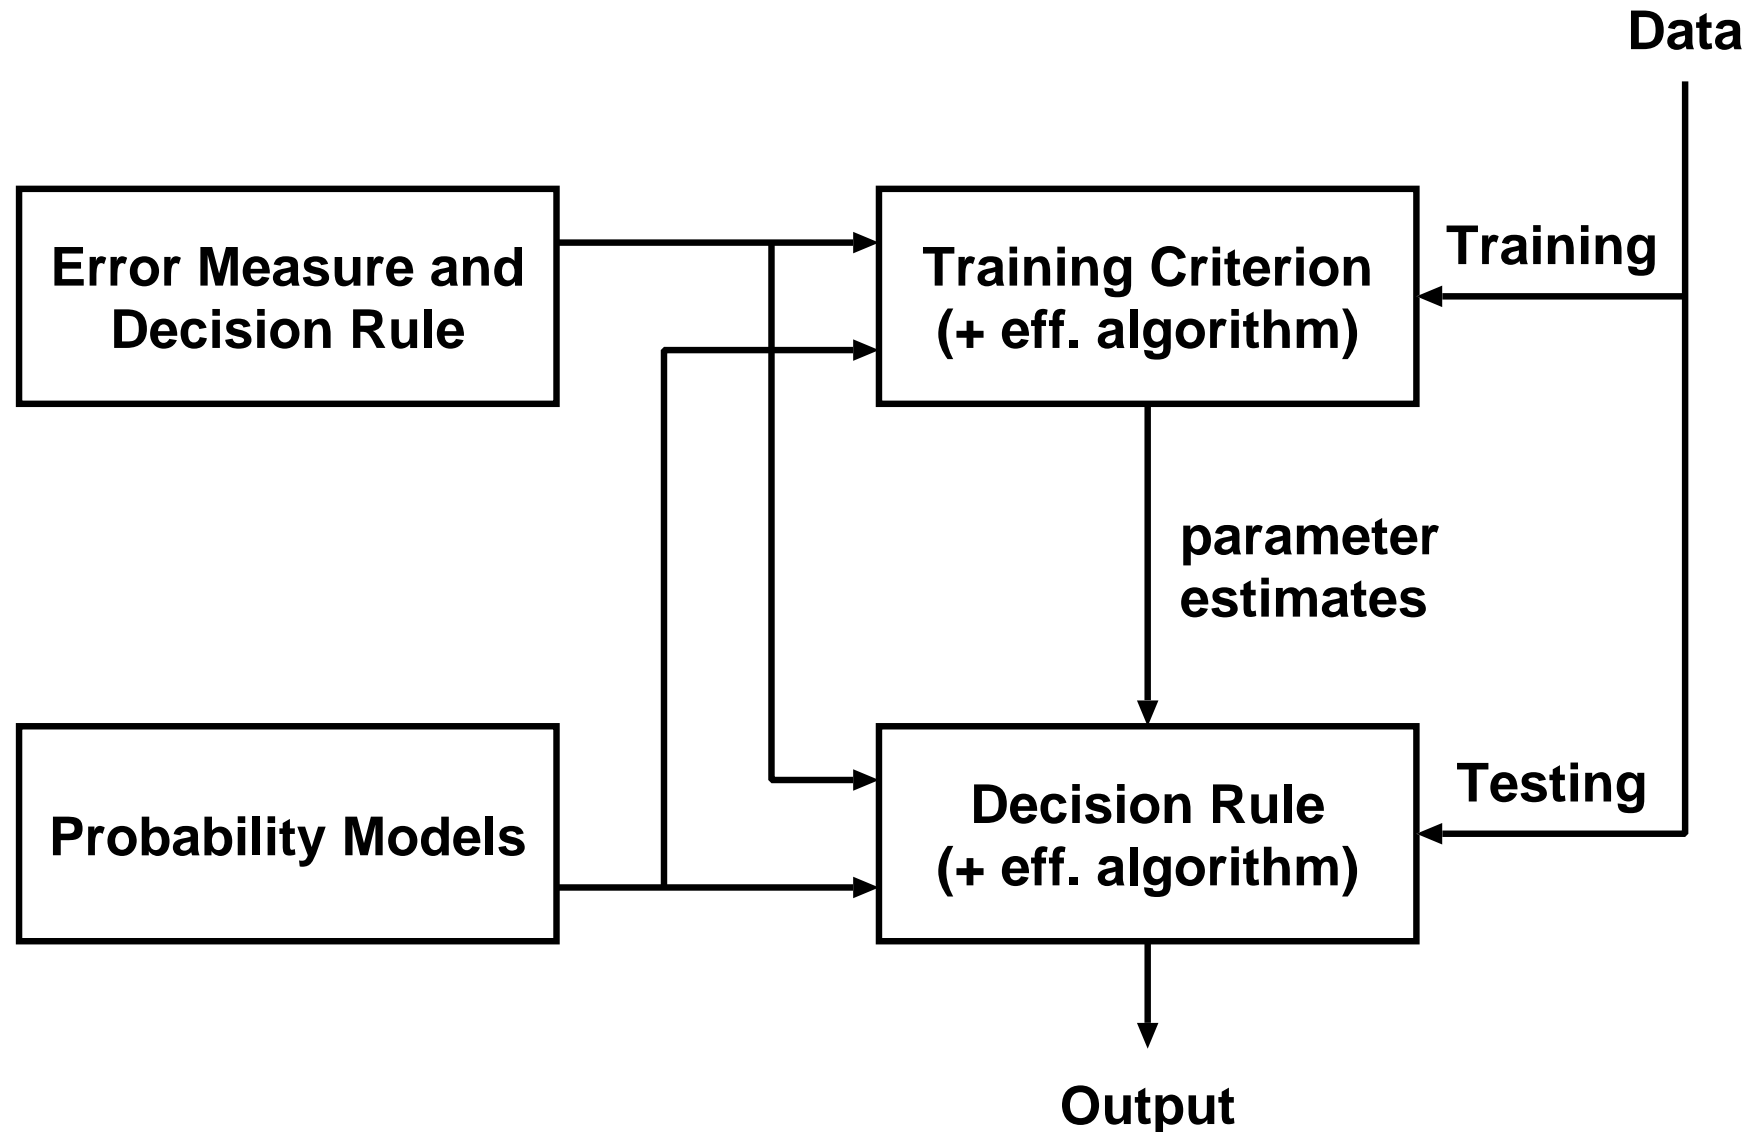 Data
Error Measure and
Decision Rule
Training Criterion
(+ eff. algorithm)
Training
parameter
estimates
Probability Models
Decision Rule
(+ eff. algorithm)
Testing
Output